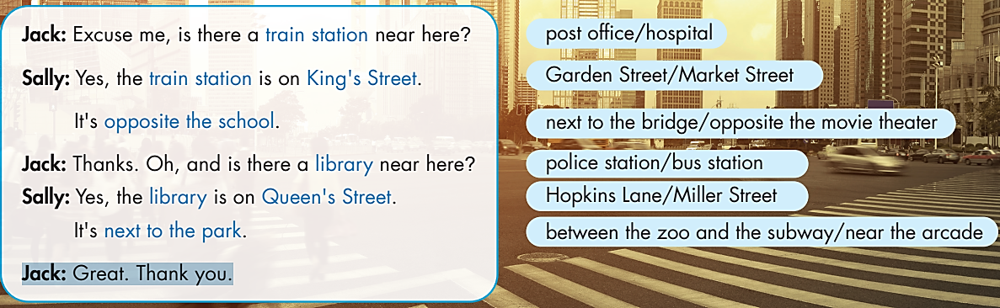 Jack: Excuse me, is there a train station near here?
Sally: Yes, the train station is on King's Street.
It's opposite the school.
Jack: Thanks. Oh, and is there a library near here?
Sally: Yes, the library is on Queen's Street.
It's next to the park.
Jack: Great. Thank you.
post office/hospital
Garden Street/Market Street
next to the bridge/opposite the movie theater
police station/bus station
Hopkins Lane/Miller Street
between the zoo and the subway/near the arcade